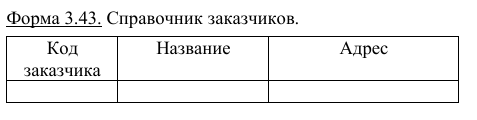 Форма 3.43. Справочник заказчиков.
Код заказчика Название Адрес